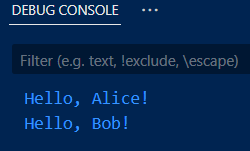 DEBUG CONSOLE ...
Filter (e.g. text, !exclude, \escape)
Hello, Alice!
Hello, Bob!